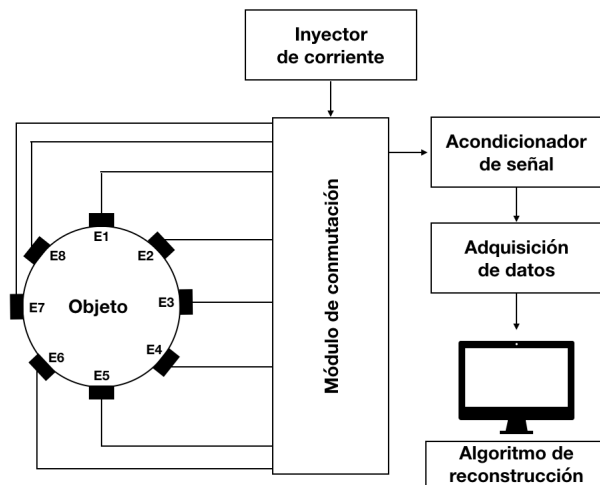 Inyector
de corriente
Módulo de conmutación
Acondicionador
de señal
Adquisición
de datos
Algoritmo de
reconstrucción
Objeto
E1
E2
E3
E4
E5
E6
E7
E8